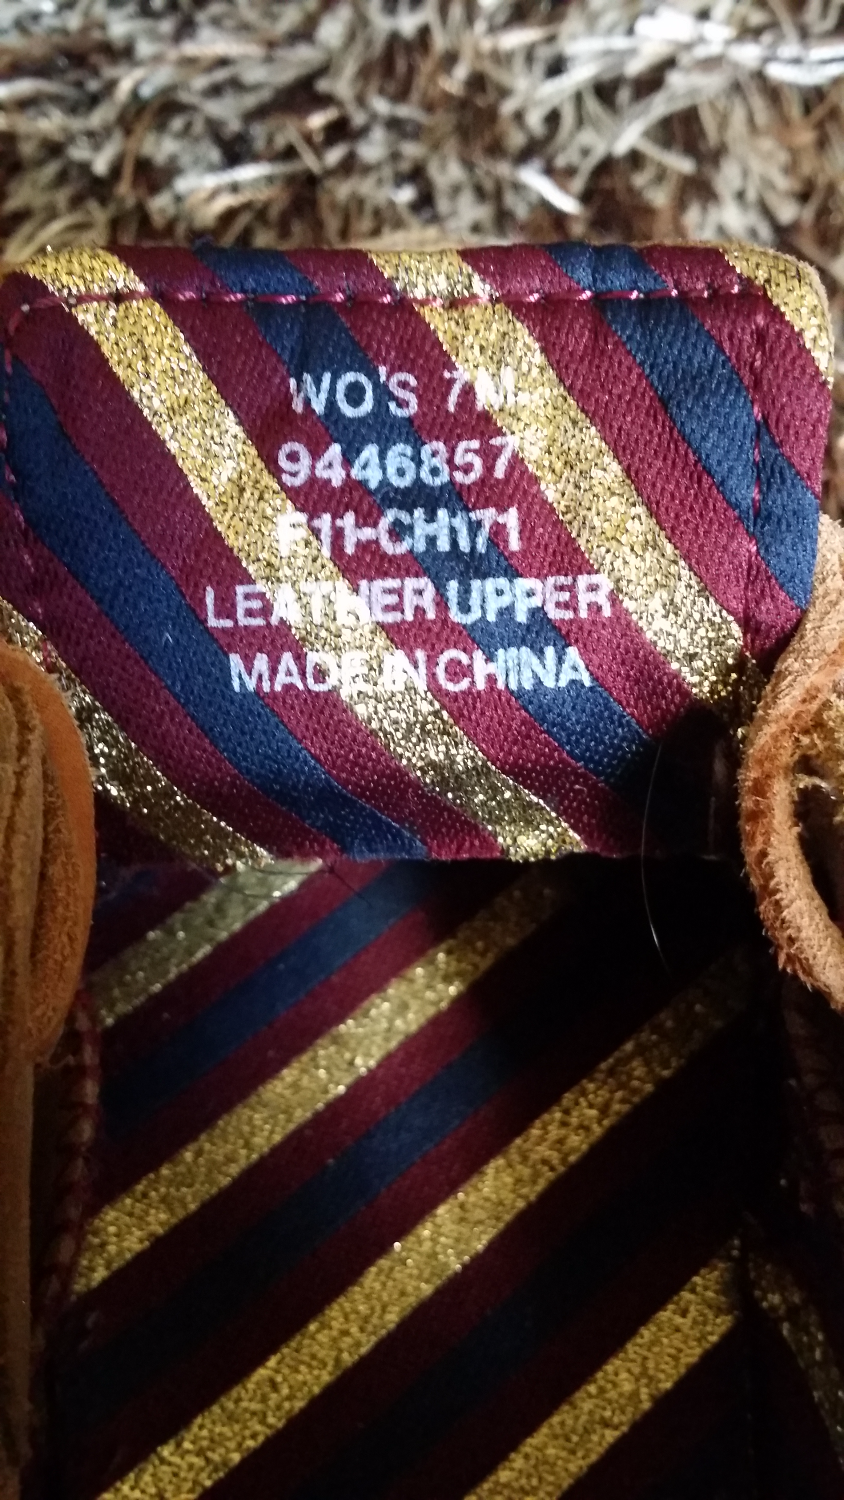 WO'S 7M
9446857
F11-CH171
LEATHER UPPER
MADE IN CHINA